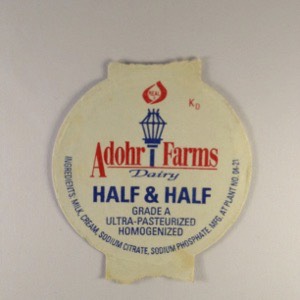 REAL
KD
Adohr Farms
Dairy
HALF & HALF
GRADE A
ULTRA-PASTEURIZED
HOMOGENIZED
INGREDIENTS: MILK, CREAM, SODIUM CITRATE, SODIUM PHOSPHATE, MFG. AT PLANT NO. 06-21